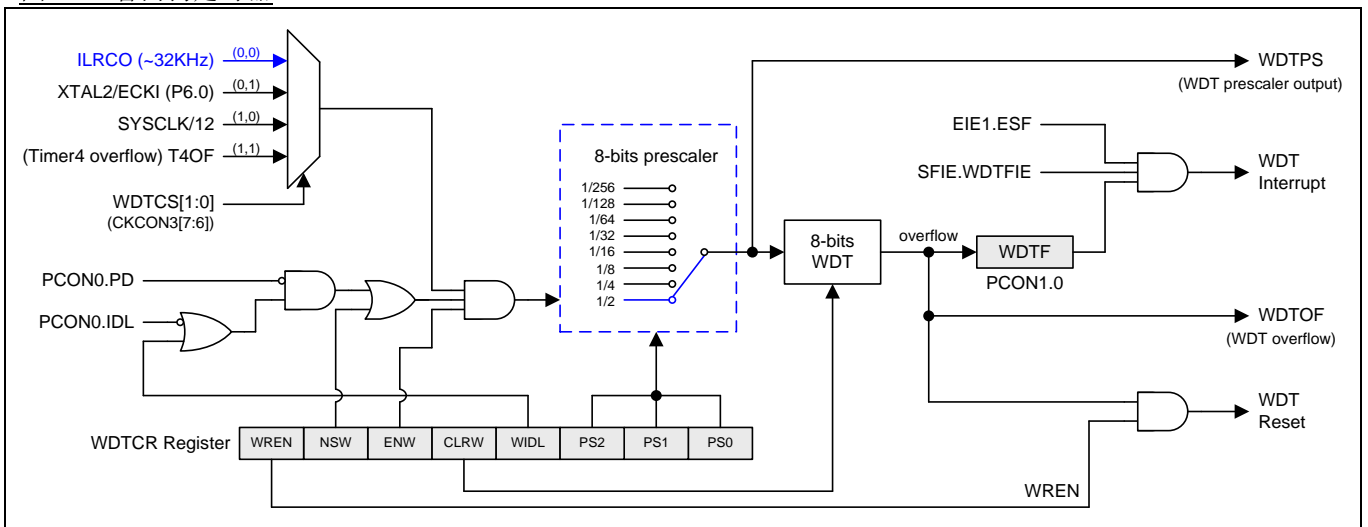 ILRCO (~32KHz)
(0,0)
XTAL2/ECKI (P6.0)
(0,1)
SYSCLK/12
(1,0)
(Timer4 overflow) T4OF
(1,1)
WDTCS[1:0]
(CKCON3[7:6])
PCON0.PD
PCON0.IDL
8-bits prescaler
1/256
1/128
1/64
1/32
1/16
1/8
1/4
1/2
8-bits
WDT
overflow
WDTF
PCON1.0
WDTPS
(WDT prescaler output)
EIE1.ESF
SFIE.WDTFIE
WDT
Interrupt
WDTOF
(WDT overflow)
WDT
Reset
WREN
WDTCR Register
WREN
NSW
ENW
CLRW
WIDL
PS2
PS1
PS0